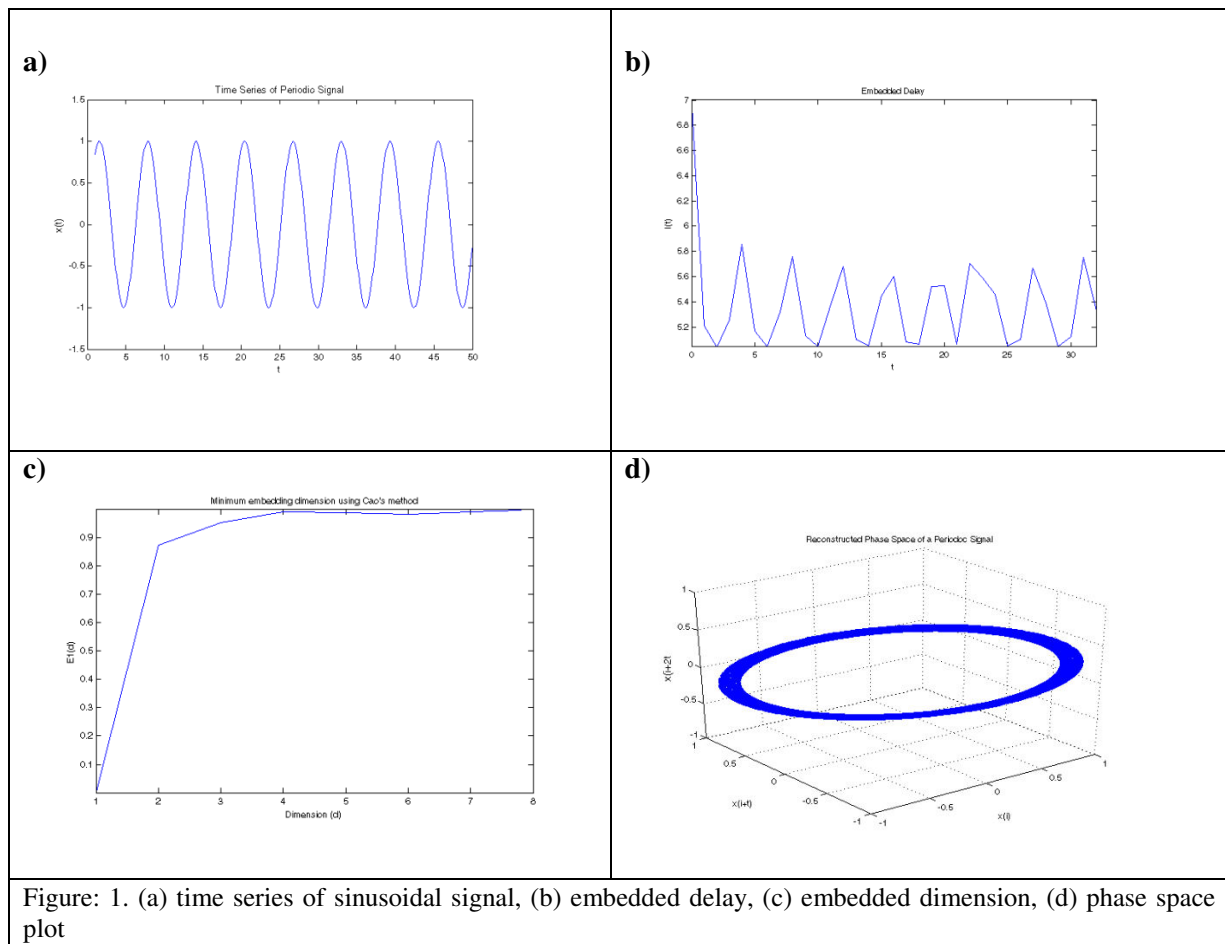 a)
Time Series of Periodio Signal
1.5
1
0.5
0
-0.5
-1
-1.5
x(t)
0 5 10 15 20 25 30 35 40 45 50
t
b)
Embedded Delay
7
6.8
6.6
6.4
6.2
6
5.8
5.6
5.4
5.2
I(t)
0 5 10 15 20 25 30
t
c)
Minimum embedding dimension using Cao's method
0.9
0.8
0.7
0.6
0.5
0.4
0.3
0.2
0.1
E1(d)
1 2 3 4 5 6 7 8
Dimension (d)
d)
Reconstructed Phase Space of a Periodoc Signal
1
0.5
0
-0.5
-1
x(i+2t
1
0.5
0
-0.5
-1
x(i+t)
-1
-0.5
0
0.5
1
x(i)
Figure: 1. (a) time series of sinusoidal signal, (b) embedded delay, (c) embedded dimension, (d) phase space
plot